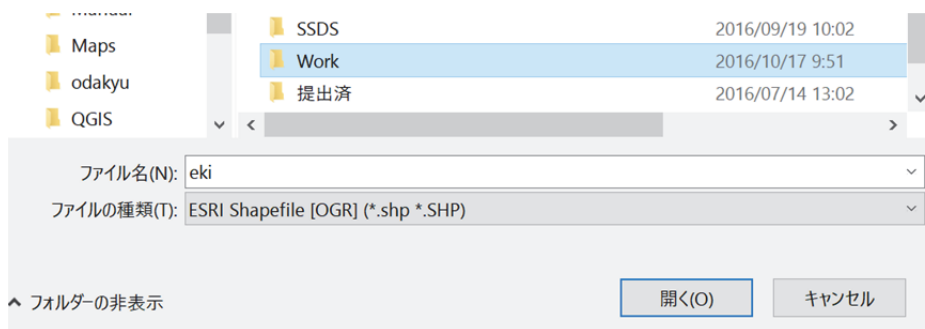 Manual
Maps
odakyu
QGIS
SSDS 2016/09/19 10:02
Work 2016/10/17 9:51
提出済 2016/07/14 13:02
ファイル名(N): eki
ファイルの種類(T): ESRI Shapefile [OGR] (*.shp *.SHP)
フォルダーの非表示
開く(O) キャンセル